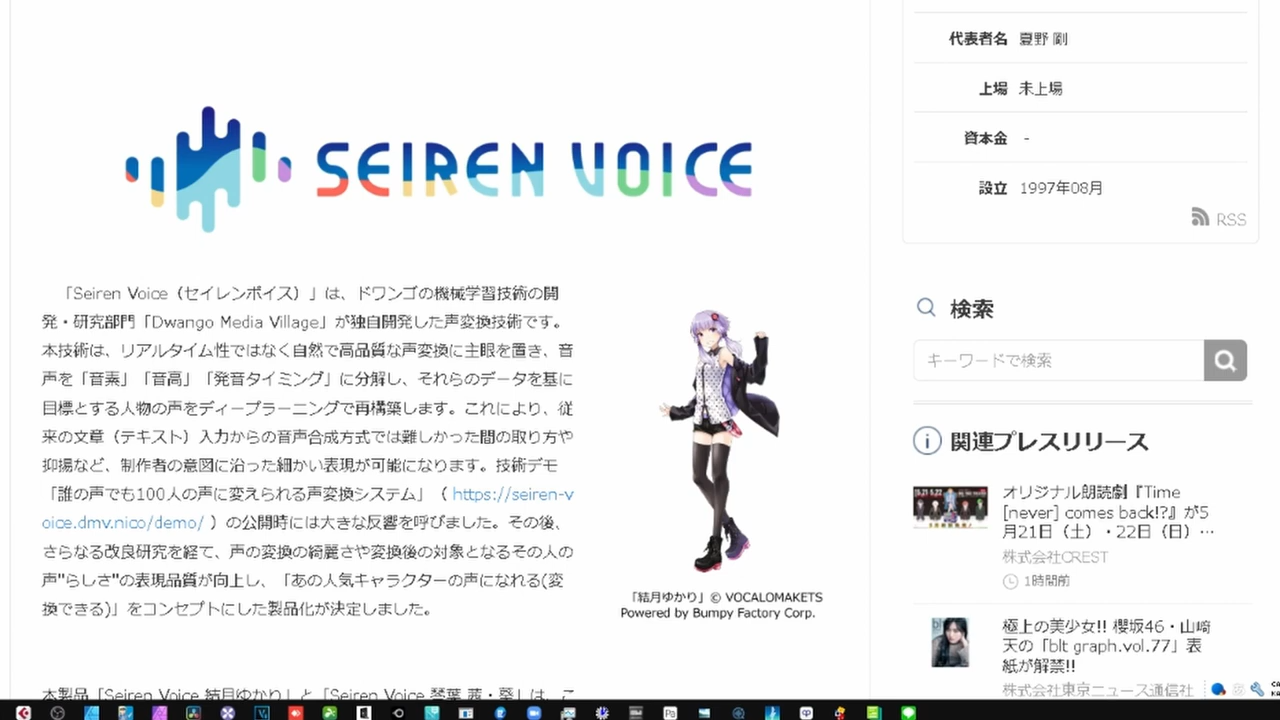 SEIREN VOICE
「Seiren Voice（セイレンボイス）」は、ドワンゴの機械学習技術の開
発・研究部門「Dwango Media Village」が独自開発した声変換技術です。
本技術は、リアルタイム性ではなく自然で高品質な声変換に主眼を置き、音
声を「音素」「音高」「発音タイミング」に分解し、それらのデータを基に
目標とする人物の声をディープラーニングで再構築します。これにより、従
来の文章（テキスト）入力からの音声合成方式では難しかった間の取り方や
抑揚など、制作者の意図に沿った細かい表現が可能になります。技術デモ
「誰の声でも100人の声に変えられる声変換システム」（ https://seiren-v
oice.dmv.nico/demo/ ）の公開時には大きな反響を呼びました。その後、
さらなる改良研究を経て、声の変換の綺麗さや変換後の対象となるその人の
声"らしさ"の表現品質が向上し、「あの人気キャラクターの声になれる(変
換できる)」をコンセプトにした製品化が決定しました。
「結月ゆかり」© VOCALOMAKETS
Powered by Bumpy Factory Corp.
本製品「Seiren Voice 結月ゆかり」と「Seiren Voice 琴葉 茜・葵」は、こ
代表者名 夏野 剛
上場 未上場
資本金 -
設立 1997年08月
RSS
検索
キーワードで検索
関連プレスリリース
オリジナル朗読劇『Time
[never] comes back!?』が5
月21日（土）・22日（日）…
株式会社CREST
1時間前
極上の美少女!! 櫻坂46・山﨑
天の「blt graph.vol.77」表
紙が解禁!!
株式会社東京ニュース通信社